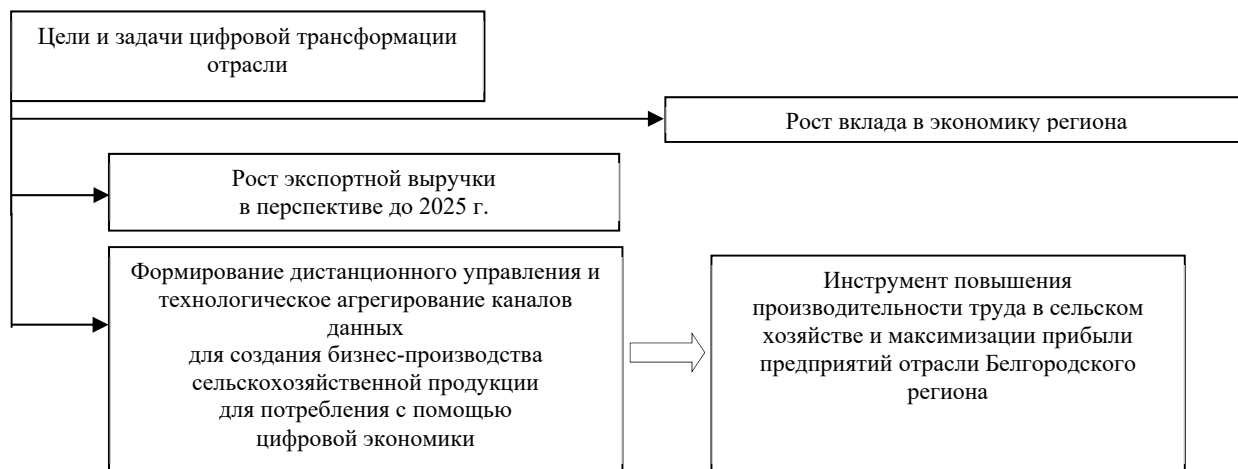 Цели и задачи цифровой трансформации
отрасли
Рост вклада в экономику региона
Рост экспортной выручки
в перспективе до 2025 г.
Формирование дистанционного управления и
технологическое агрегирование каналов
данных
для создания бизнес-производства
сельскохозяйственной продукции
для потребления с помощью
цифровой экономики
Инструмент повышения
производительности труда в сельском
хозяйстве и максимизации прибыли
предприятий отрасли Белгородского
региона